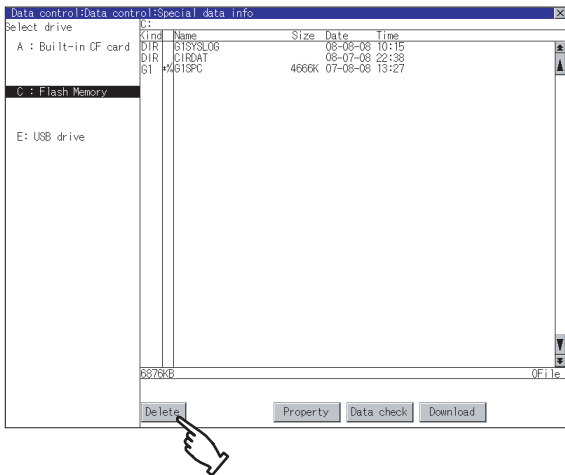 Data control:Data control:Special data info
Select drive
A : Built-in CF card
C : Flash Memory
E: USB drive
C:
Kind Name Size Date Time
DIR G1SYSLOG 08-08-08 10:15
DIR CIRDAT 08-07-08 22:38
G1 *%G1SPC 4666K 07-08-08 13:27
6876KB 0File
Delete Property Data check Download